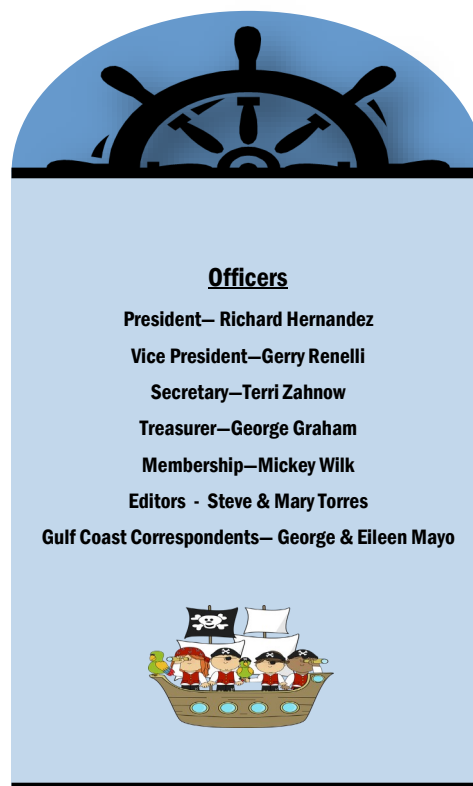 Officers
President— Richard Hernandez
Vice President—Gerry Renelli
Secretary—Terri Zahnow
Treasurer—George Graham
Membership—Mickey Wilk
Editors - Steve & Mary Torres
Gulf Coast Correspondents— George & Eileen Mayo